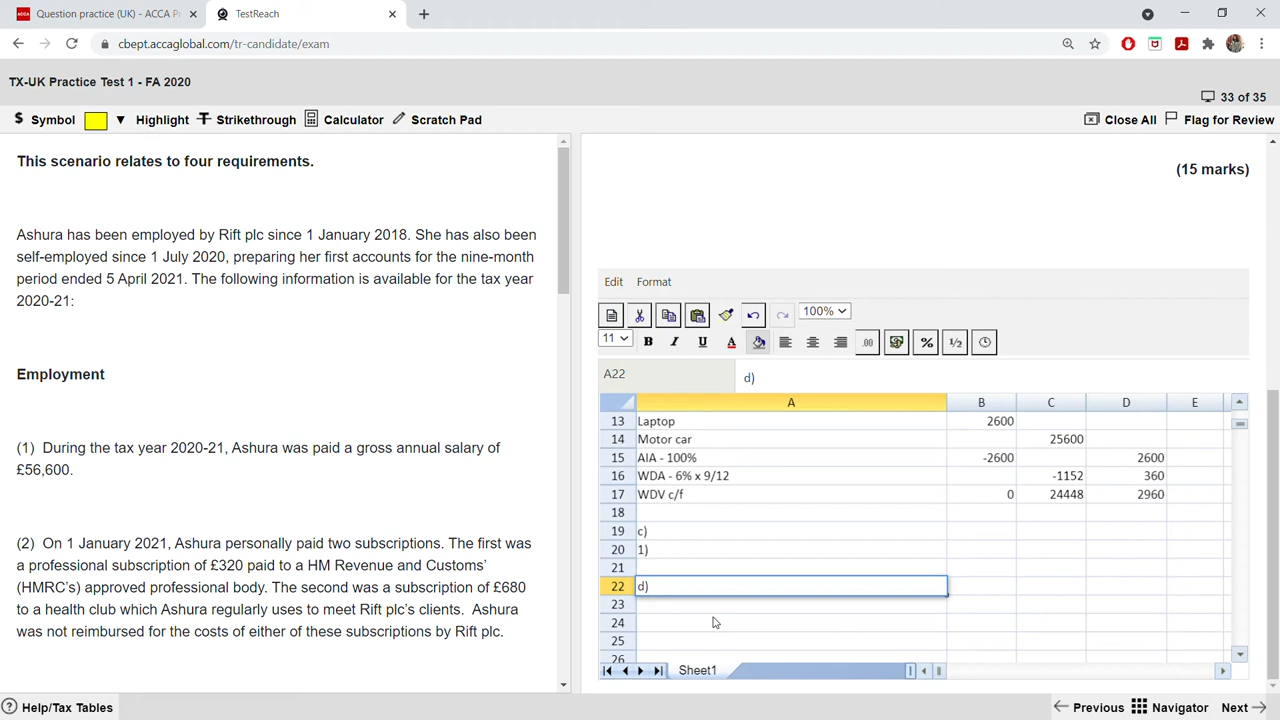 Question practice (UK) - ACCA P
TestReach
cbept.accaglobal.com/tr-candidate/exam
TX-UK Practice Test 1 - FA 2020
33 of 35
$ Symbol Highlight Strikethrough Calculator Scratch Pad Close All Flag for Review
This scenario relates to four requirements.
Ashura has been employed by Rift plc since 1 January 2018. She has also been
self-employed since 1 July 2020, preparing her first accounts for the nine-month
period ended 5 April 2021. The following information is available for the tax year
2020-21:
Employment
(1) During the tax year 2020-21, Ashura was paid a gross annual salary of
£56,600.
(2) On 1 January 2021, Ashura personally paid two subscriptions. The first was
a professional subscription of £320 paid to a HM Revenue and Customs'
(HMRC's) approved professional body. The second was a subscription of £680
to a health club which Ashura regularly uses to meet Rift plc's clients. Ashura
was not reimbursed for the costs of either of these subscriptions by Rift plc.
(15 marks)
Edit Format
100%
11 B I U A .00 % 1/2
A22 d)
A B C D E
13 Laptop 2600
14 Motor car 25600
15 AIA - 100% -2600 2600
16 WDA - 6% x 9/12 -1152 360
17 WDV c/f 0 24448 2960
18
19 c)
20 1)
21
22 d)
23
24
25
26
Sheet1
Help/Tax Tables Previous Navigator Next